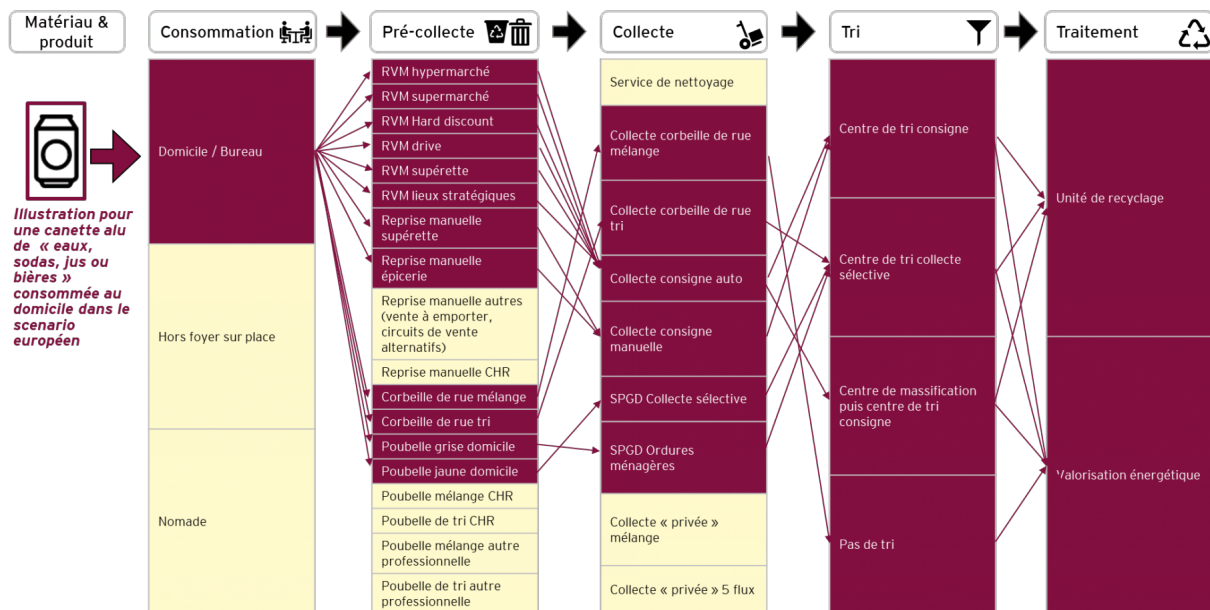 Matériau &
produit
Consommation
Pré-collecte
Collecte
Tri
Traitement
Illustration pour
une canette alu
de « eaux,
sodas, jus ou
bières »
consommée au
domicile dans le
scenario
européen
Domicile / Bureau
Hors foyer sur place
Nomade
RVM hypermarché
RVM supermarché
RVM Hard discount
RVM drive
RVM supérette
RVM lieux stratégiques
Reprise manuelle
supérette
Reprise manuelle
épicerie
Reprise manuelle autres
(vente à emporter,
circuits de vente
alternatifs)
Reprise manuelle CHR
Corbeille de rue mélange
Corbeille de rue tri
Poubelle grise domicile
Poubelle jaune domicile
Poubelle mélange CHR
Poubelle de tri CHR
Poubelle mélange autre
professionnelle
Poubelle de tri autre
professionnelle
Service de nettoyage
Collecte corbeille de rue
mélange
Collecte corbeille de rue
tri
Collecte consigne auto
Collecte consigne
manuelle
SPGD Collecte sélective
SPGD Ordures
ménagères
Collecte « privée »
mélange
Collecte « privée » 5 flux
Centre de tri consigne
Centre de tri collecte
sélective
Centre de massification
puis centre de tri
consigne
Pas de tri
Unité de recyclage
Valorisation énergétique